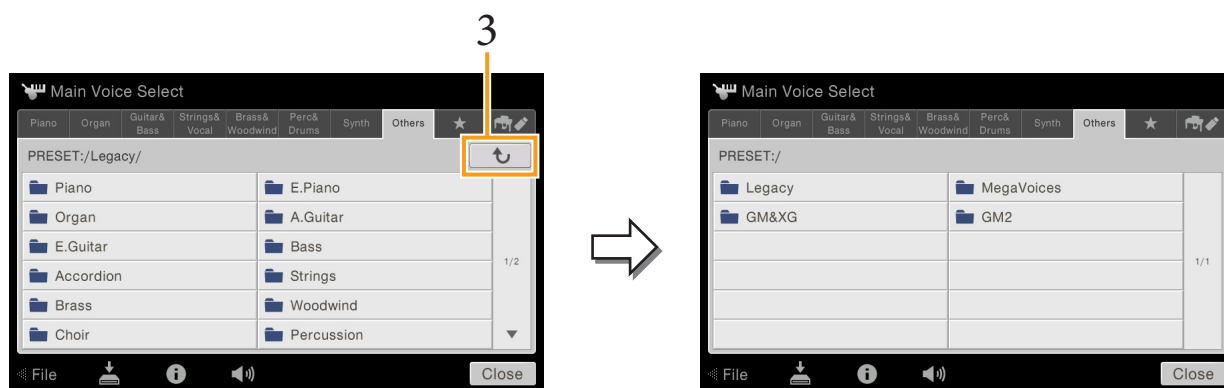 3
Main Voice Select
Piano Organ Guitar& Bass Strings& Vocal Brass& Woodwind Perc& Drums Synth Others
PRESET:/Legacy/
Piano E.Piano
Organ A.Guitar
E.Guitar Bass
Accordion Strings
1/2
Brass Woodwind
Choir Percussion
File Close
Main Voice Select
Piano Organ Guitar& Bass Strings& Vocal Brass& Woodwind Perc& Drums Synth Others
PRESET:/
Legacy MegaVoices
GM&XG GM2
1/1
File Close